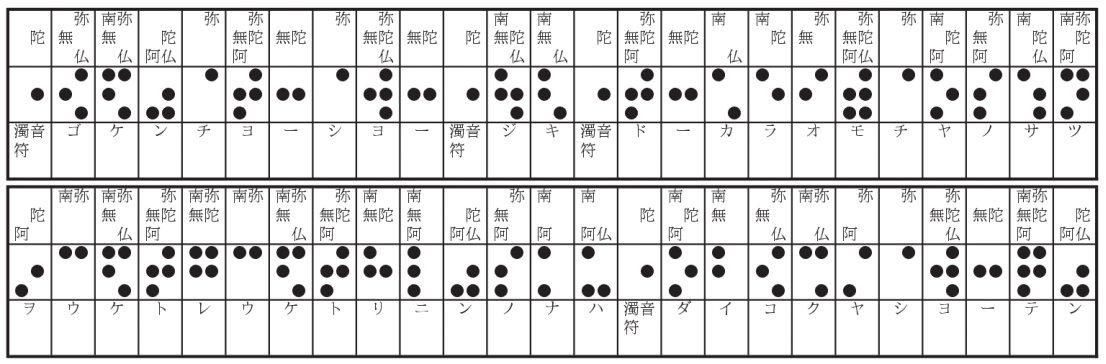 弥 南弥 弥 弥 弥 弥 南 南 弥 南 南 弥 弥 弥 南 弥 南 南弥
陀 無 無 陀 無陀 無陀 無陀 無陀 陀 無陀 無 陀 無陀 無陀 陀 無 無陀 陀 無 陀 陀
仏 仏 阿仏 阿 仏 仏 仏 阿 仏 阿仏 阿 阿 仏 阿
濁音符 ゴ ケ ン チ ヨ ー シ ヨ ー 濁音符 ジ キ 濁音符 ド ー カ ラ オ モ チ ヤ ノ サ ツ
南弥 南弥 弥 南弥 南弥 南弥 弥 南 南 弥 南 南 南 南 弥 南弥 弥 弥 弥 南弥
陀 無 無陀 無陀 無 無陀 無陀 無 陀 無 陀 陀 無 無 無陀 無陀 無陀 陀
阿 仏 阿 仏 阿 阿 阿仏 阿 阿 阿仏 阿 仏 仏 阿 仏 阿仏 阿仏
ヲ ウ ケ ト レ ウ ケ ト リ ニ ン ノ ナ ハ 濁音符 ダ イ コ ク ヤ シ ヨ ー テ ン